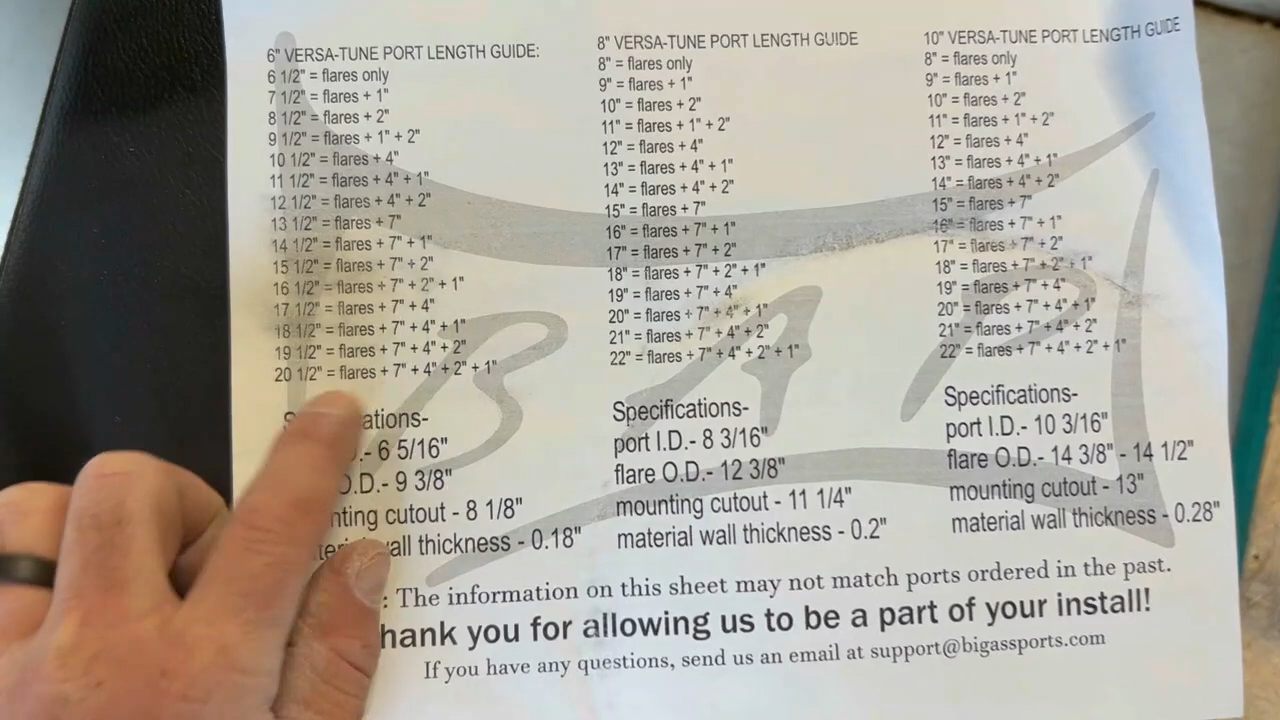 6" VERSA-TUNE PORT LENGTH GUIDE:
6 1/2" = flares only
7 1/2" = flares + 1"
8 1/2" = flares + 2"
9 1/2" = flares + 1" + 2"
10 1/2" = flares + 4"
11 1/2" = flares + 4" + 1"
12 1/2" = flares + 4" + 2"
13 1/2" = flares + 7"
14 1/2" = flares + 7" + 1"
15 1/2" = flares + 7" + 2"
16 1/2" = flares + 7" + 2" + 1"
17 1/2" = flares + 7" + 4"
18 1/2" = flares + 7" + 4" + 1"
19 1/2" = flares + 7" + 4" + 2"
20 1/2" = flares + 7" + 4" + 2" + 1"
ations-
.- 6 5/16"
O.D.- 9 3/8"
nting cutout - 8 1/8"
all thickness - 0.18"
8" VERSA-TUNE PORT LENGTH GUIDE
8" = flares only
9" = flares + 1"
10" = flares + 2"
11" = flares + 1" + 2"
12" = flares + 4"
13" = flares + 4" + 1"
14" = flares + 4" + 2"
15" = flares + 7"
16" = flares + 7" + 1"
17" = flares + 7" + 2"
18" = flares + 7" + 2" + 1"
19" = flares + 7" + 4"
20" = flares + 7" + 4" + 1"
21" = flares + 7" + 4" + 2"
22" = flares + 7" + 4" + 2" + 1"
Specifications-
port I.D.- 8 3/16"
flare O.D.- 12 3/8"
mounting cutout - 11 1/4"
material wall thickness - 0.2"
10" VERSA-TUNE PORT LENGTH GUIDE
8" = flares only
9" = flares + 1"
10" = flares + 2"
11" = flares + 1" + 2"
12" = flares + 4"
13" = flares + 4" + 1"
14" = flares + 4" + 2"
15" = flares + 7"
16" = flares + 7" + 1"
17" = flares + 7" + 2"
18" = flares + 7" + 2" + 1"
19" = flares + 7" + 4"
20" = flares + 7" + 4" + 1"
21" = flares + 7" + 4" + 2"
22" = flares + 7" + 4" + 2" + 1"
Specifications-
port I.D.- 10 3/16"
flare O.D.- 14 3/8" - 14 1/2"
mounting cutout - 13"
material wall thickness - 0.28"
: The information on this sheet may not match ports ordered in the past.
hank you for allowing us to be a part of your install!
If you have any questions, send us an email at support@bigassports.com
BAP